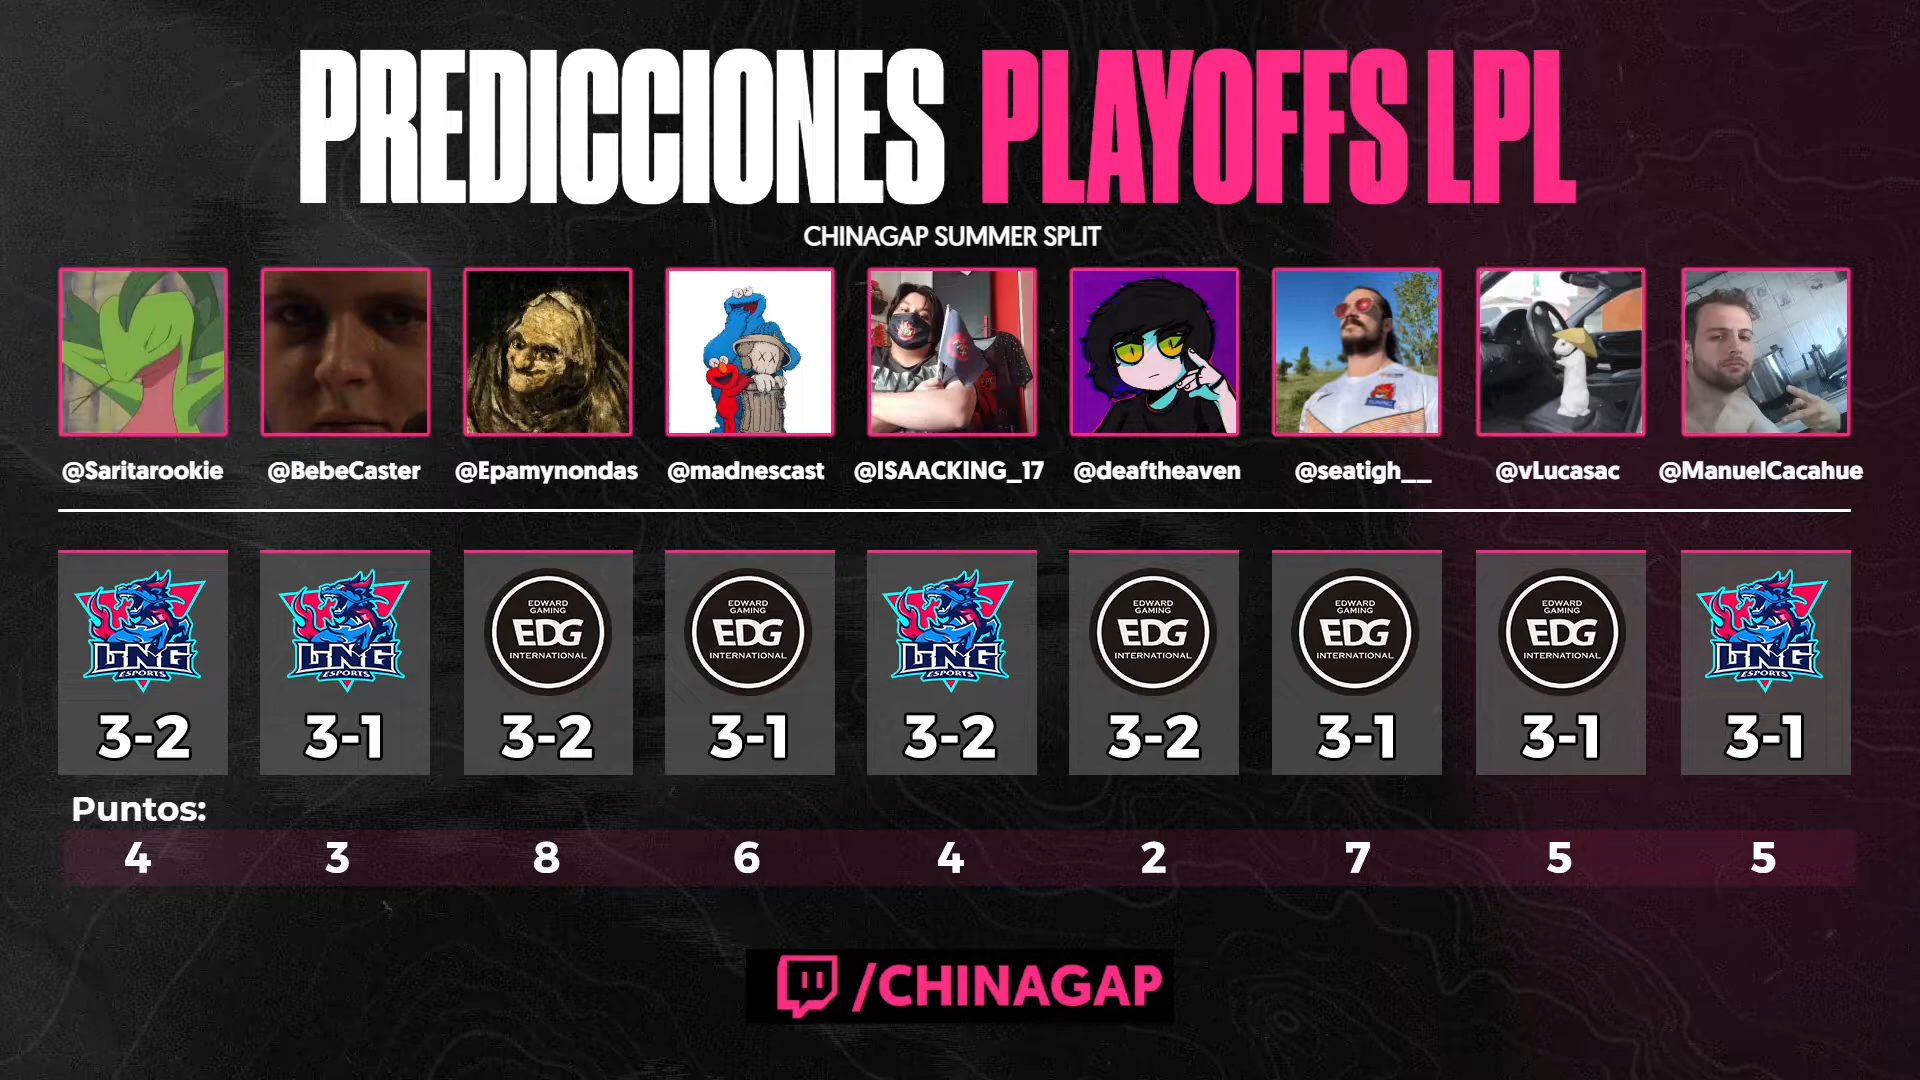 PREDICCIONES PLAYOFFS LPL
CHINAGAP SUMMER SPLIT
@Saritarookie @BebeCaster @Epamynondas @madnescast @ISAACKING_17 @deaftheaven @seatigh__ @vLucasac @ManuelCacahue
LNG ESPORTS LNG ESPORTS EDWARD GAMING EDG INTERNATIONAL EDWARD GAMING EDG INTERNATIONAL LNG ESPORTS EDWARD GAMING EDG INTERNATIONAL EDWARD GAMING EDG INTERNATIONAL EDWARD GAMING EDG INTERNATIONAL LNG ESPORTS
3-2 3-1 3-2 3-1 3-2 3-2 3-1 3-1 3-1
Puntos:
4 3 8 6 4 2 7 5 5
/CHINAGAP